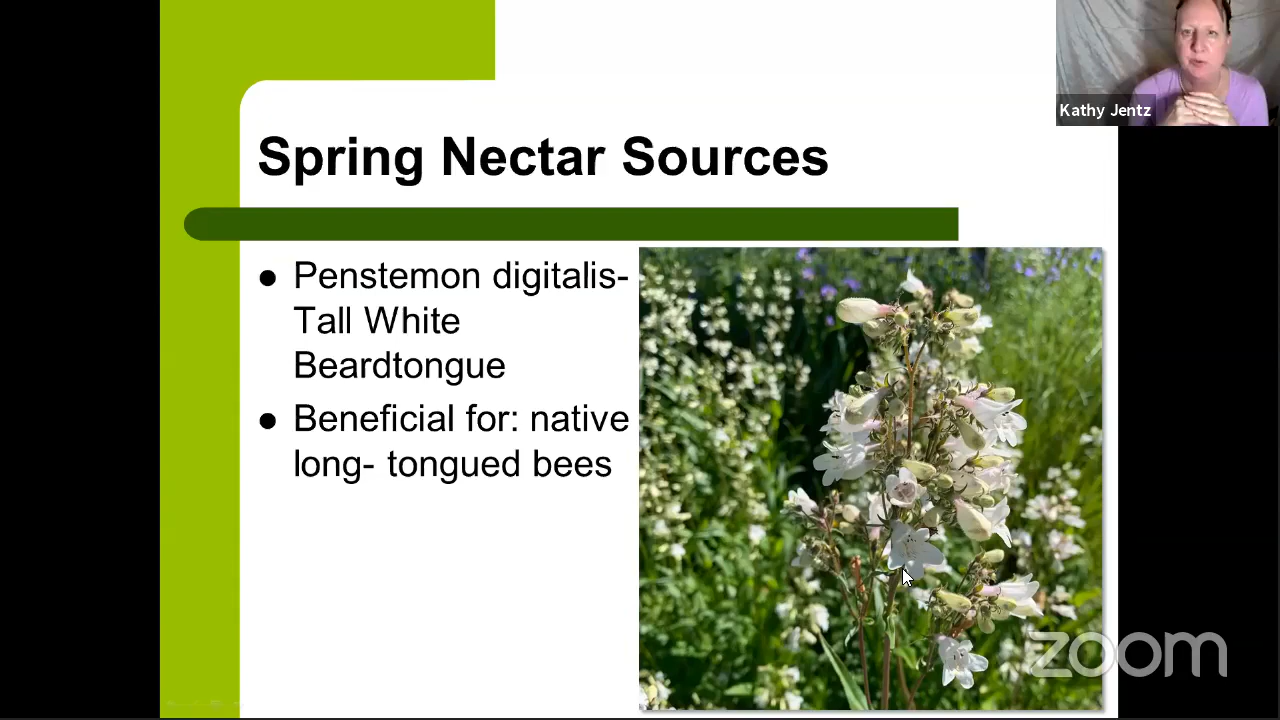 Kathy Jentz
Spring Nectar Sources
Penstemon digitalis-
Tall White
Beardtongue
Beneficial for: native
long- tongued bees
zoom